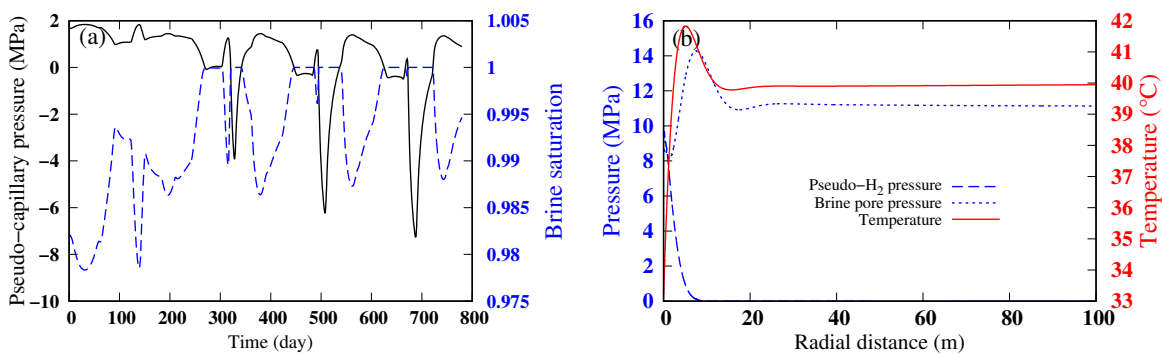 (a)
Pseudo−capillary pressure (MPa)
2
0
−2
−4
−6
−8
−10
0 100 200 300 400 500 600 700 800
Time (day)
1.005
1
0.995
0.99
0.985
0.98
0.975
Brine saturation
(b)
Pressure (MPa)
16
14
12
10
8
6
4
2
0
Pseudo−H₂ pressure
Brine pore pressure
Temperature
0 20 40 60 80 100
Radial distance (m)
42
41
40
39
38
37
36
35
34
33
Temperature (°C)